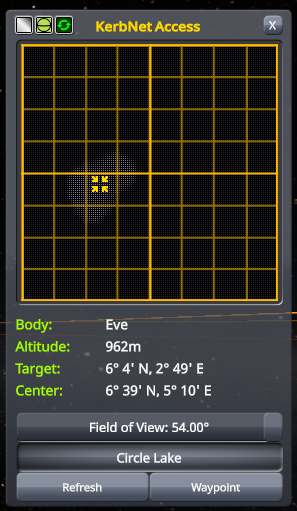 KerbNet Access
X
Body: Eve
Altitude: 962m
Target: 6° 4' N, 2° 49' E
Center: 6° 39' N, 5° 10' E
Field of View: 54.00°
Circle Lake
Refresh Waypoint